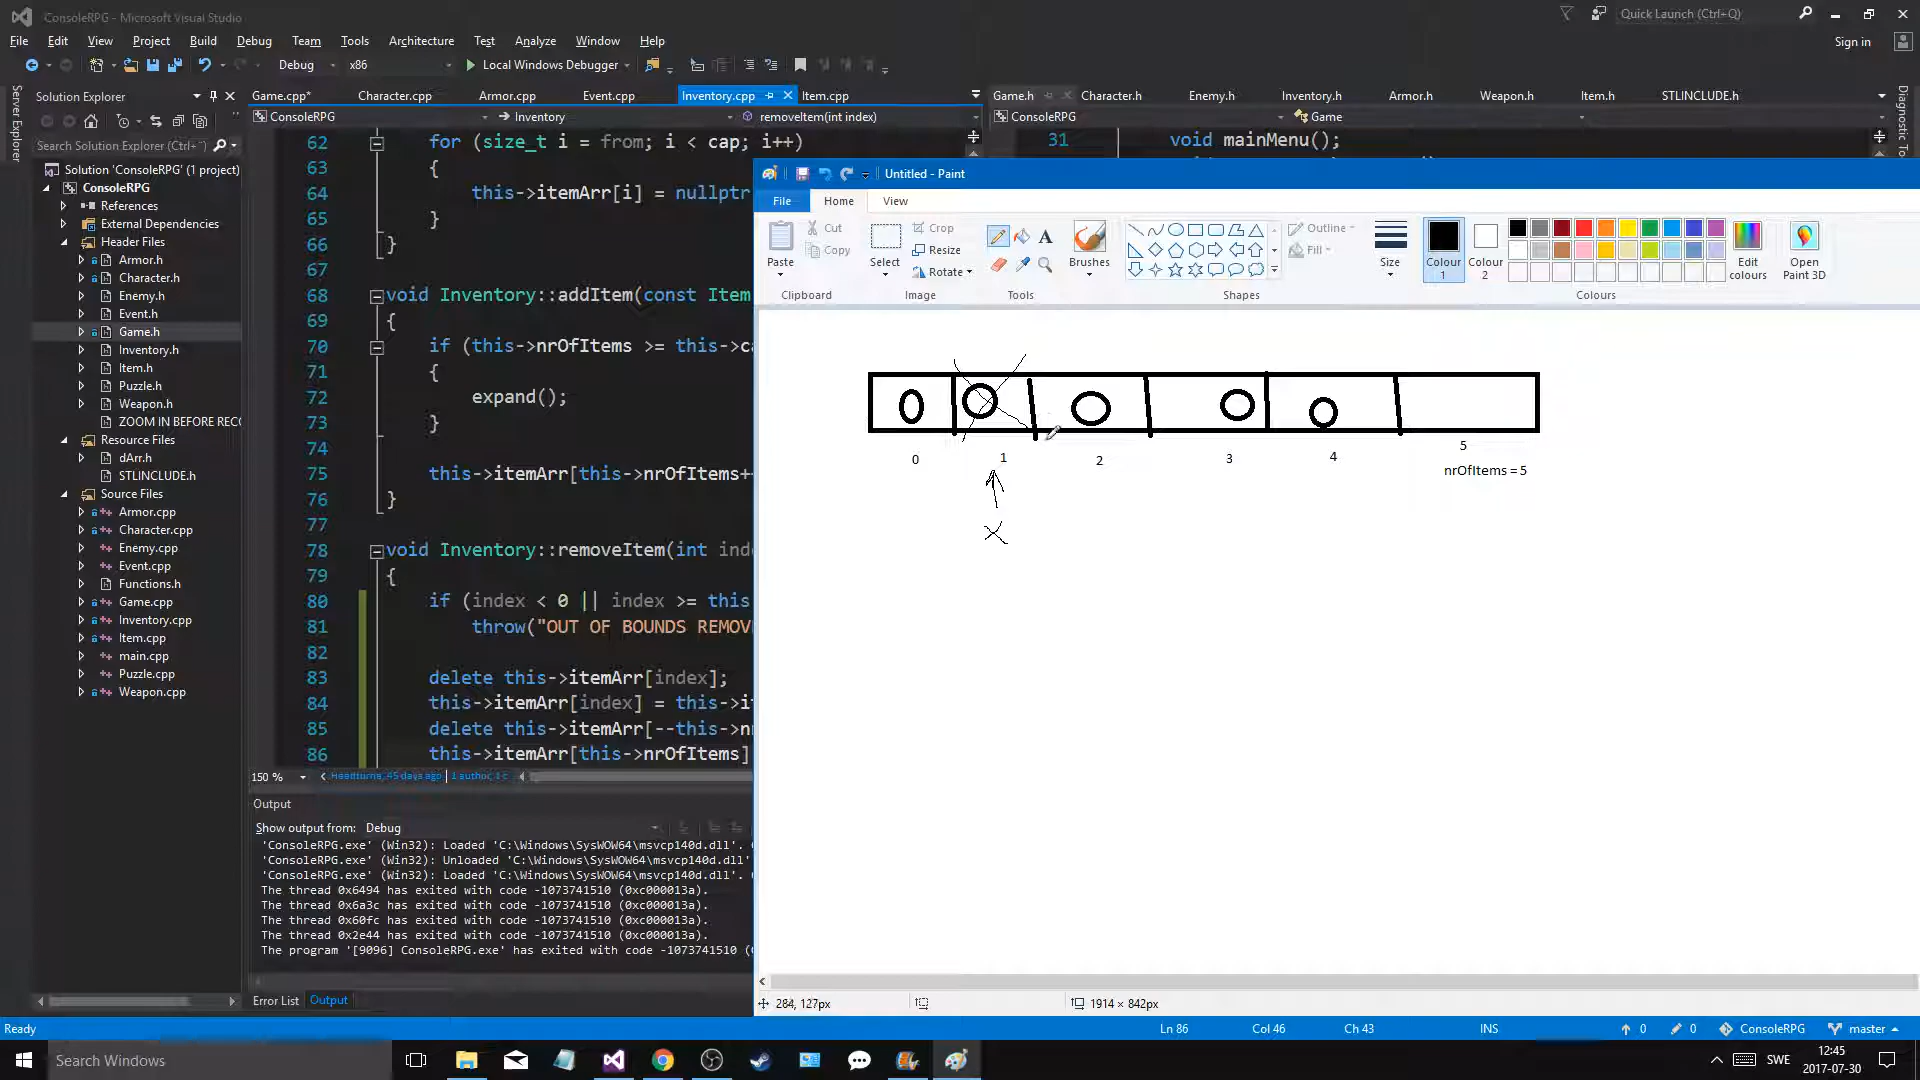 ConsoleRPG - Microsoft Visual Studio
Quick Launch (Ctrl+Q)
File Edit View Project Build Debug Team Tools Architecture Test Analyze Window Help
Sign in
Debug x86 Local Windows Debugger
Server Explorer
Solution Explorer
Search Solution Explorer (Ctrl+¨)
Solution 'ConsoleRPG' (1 project)
ConsoleRPG
References
External Dependencies
Header Files
Armor.h
Character.h
Enemy.h
Event.h
Game.h
Inventory.h
Item.h
Puzzle.h
Weapon.h
ZOOM IN BEFORE REC
Resource Files
dArr.h
STLINCLUDE.h
Source Files
Armor.cpp
Character.cpp
Enemy.cpp
Event.cpp
Functions.h
Game.cpp
Inventory.cpp
Item.cpp
main.cpp
Puzzle.cpp
Weapon.cpp
Game.cpp* Character.cpp Armor.cpp Event.cpp Inventory.cpp Item.cpp
ConsoleRPG Inventory removeItem(int index)
62 for (size_t i = from; i < cap; i++)
63 {
64 this->itemArr[i] = nullptr
65 }
66 }
67
68 void Inventory::addItem(const Item
69 {
70 if (this->nrOfItems >= this->ca
71 {
72 expand();
73 }
74
75 this->itemArr[this->nrOfItems+
76 }
77
78 void Inventory::removeItem(int inde
79 {
80 if (index < 0 || index >= this
81 throw("OUT OF BOUNDS REMOV
82
83 delete this->itemArr[index];
84 this->itemArr[index] = this->it
85 delete this->itemArr[--this->nr
86 this->itemArr[this->nrOfItems]
150 % Headturna, 45 days ago | 1 author, 1 c
Output
Show output from: Debug
'ConsoleRPG.exe' (Win32): Loaded 'C:\Windows\SysWOW64\msvcp140d.dll'.
'ConsoleRPG.exe' (Win32): Unloaded 'C:\Windows\SysWOW64\msvcp140d.dll'
'ConsoleRPG.exe' (Win32): Loaded 'C:\Windows\SysWOW64\msvcp140d.dll'.
The thread 0x6494 has exited with code -1073741510 (0xc000013a).
The thread 0x6a3c has exited with code -1073741510 (0xc000013a).
The thread 0x60fc has exited with code -1073741510 (0xc000013a).
The thread 0x2e44 has exited with code -1073741510 (0xc000013a).
The program '[9096] ConsoleRPG.exe' has exited with code -1073741510 (
Error List Output
Game.h Character.h Enemy.h Inventory.h Armor.h Weapon.h Item.h STLINCLUDE.h
ConsoleRPG Game
31 void mainMenu();
Diagnostic To
Untitled - Paint
File Home View
Paste Cut Copy
Clipboard
Select Crop Resize Rotate
Image
A
Tools
Brushes
Outline Fill
Shapes
Size
Colour 1
Colour 2
Edit colours
Open Paint 3D
Colours
0 1 2 3 4 5
nrOfItems = 5
X
284, 127px 1914 × 842px
Ready Ln 86 Col 46 Ch 43 INS 0 0 ConsoleRPG master
Search Windows
SWE 12:45
2017-07-30